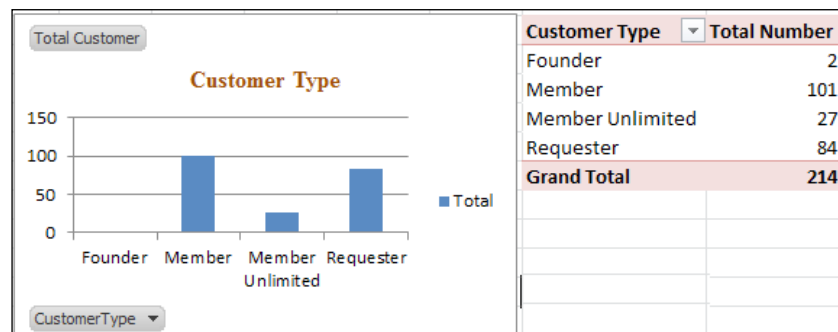 Total Customer
Customer Type
150
100
50
0
Founder Member Member Unlimited Requester
Total
CustomerType
Customer Type Total Number
Founder 2
Member 101
Member Unlimited 27
Requester 84
Grand Total 214